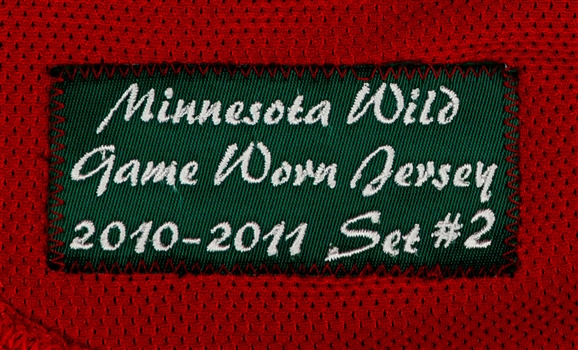 Minnesota Wild
Game Worn Jersey
2010-2011 Set #2